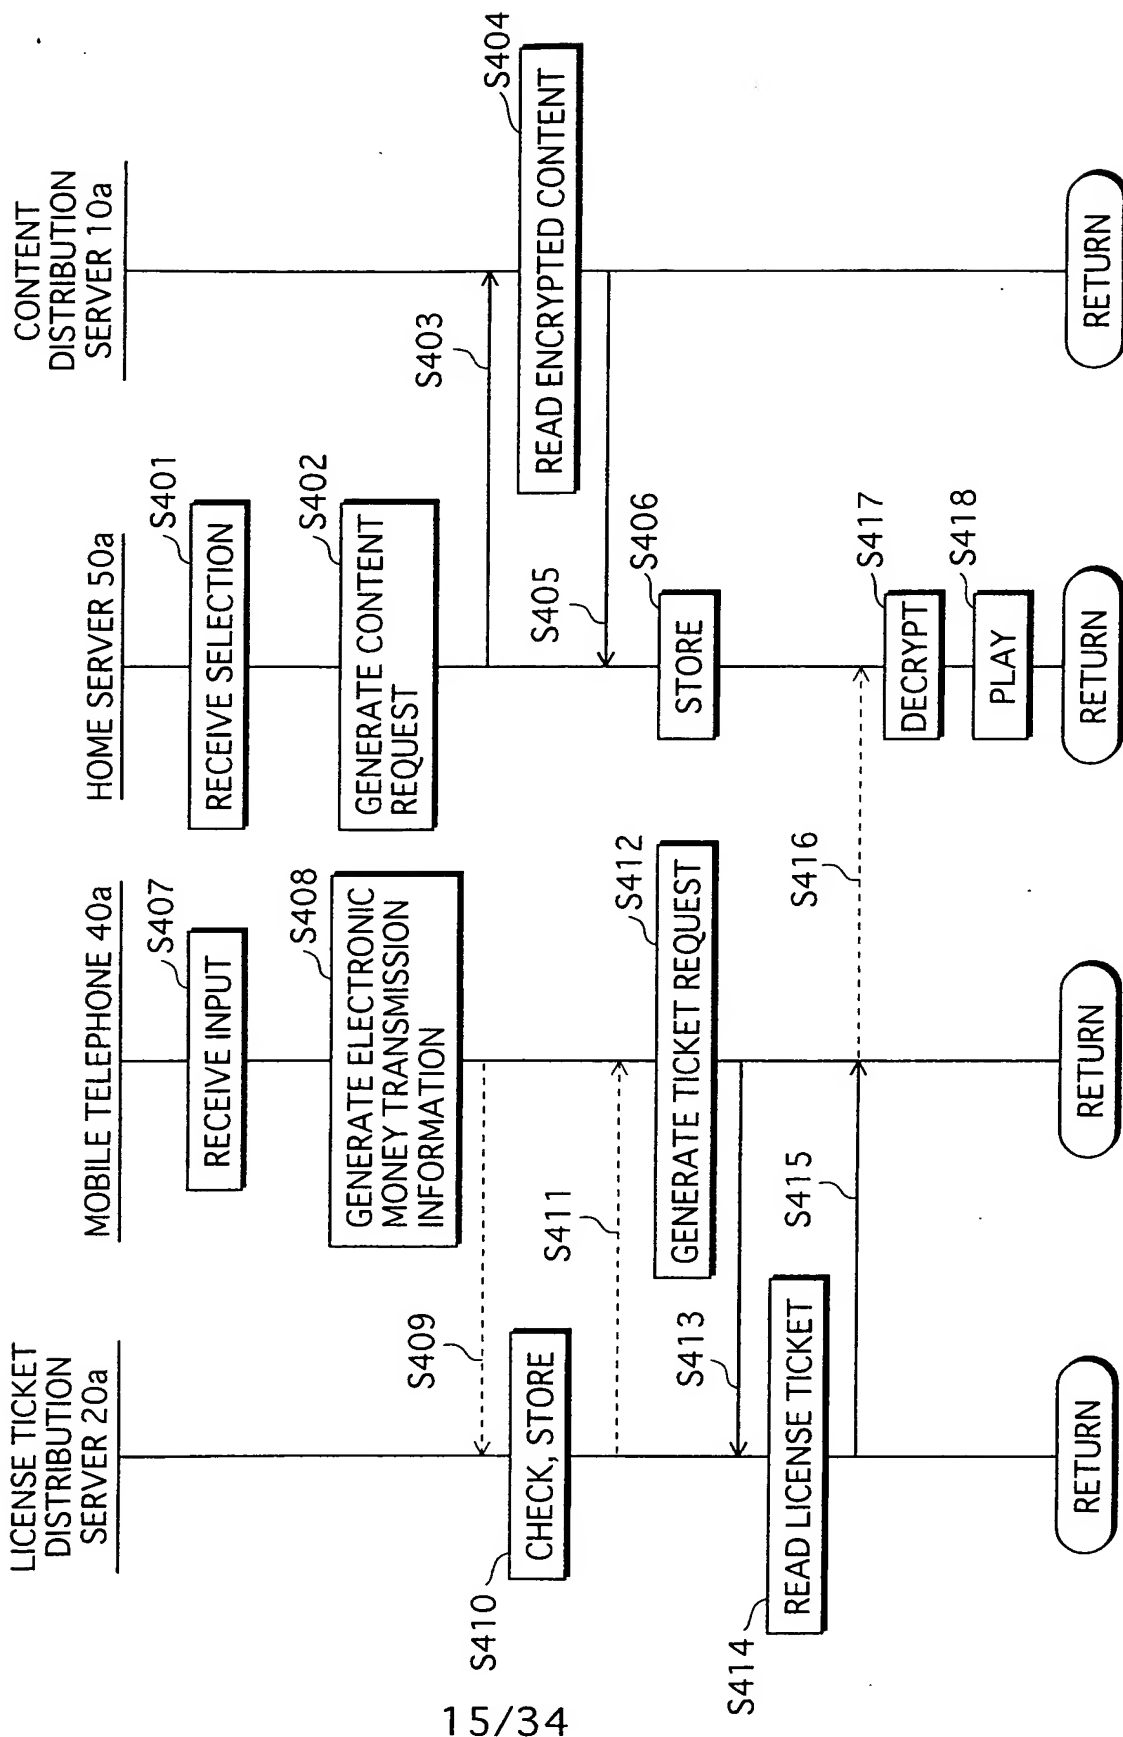 LICENSE TICKET
DISTRIBUTION
SERVER 20a
MOBILE TELEPHONE 40a
HOME SERVER 50a
CONTENT
DISTRIBUTION
SERVER 10a
S407
RECEIVE INPUT
S401
RECEIVE SELECTION
S408
GENERATE ELECTRONIC
MONEY TRANSMISSION
INFORMATION
S402
GENERATE CONTENT
REQUEST
S409
S403
S410
CHECK, STORE
S404
READ ENCRYPTED CONTENT
S411
S405
S412
GENERATE TICKET REQUEST
S406
STORE
S413
S414
READ LICENSE TICKET
S415
S416
S417
DECRYPT
S418
PLAY
RETURN
RETURN
RETURN
RETURN
15/34